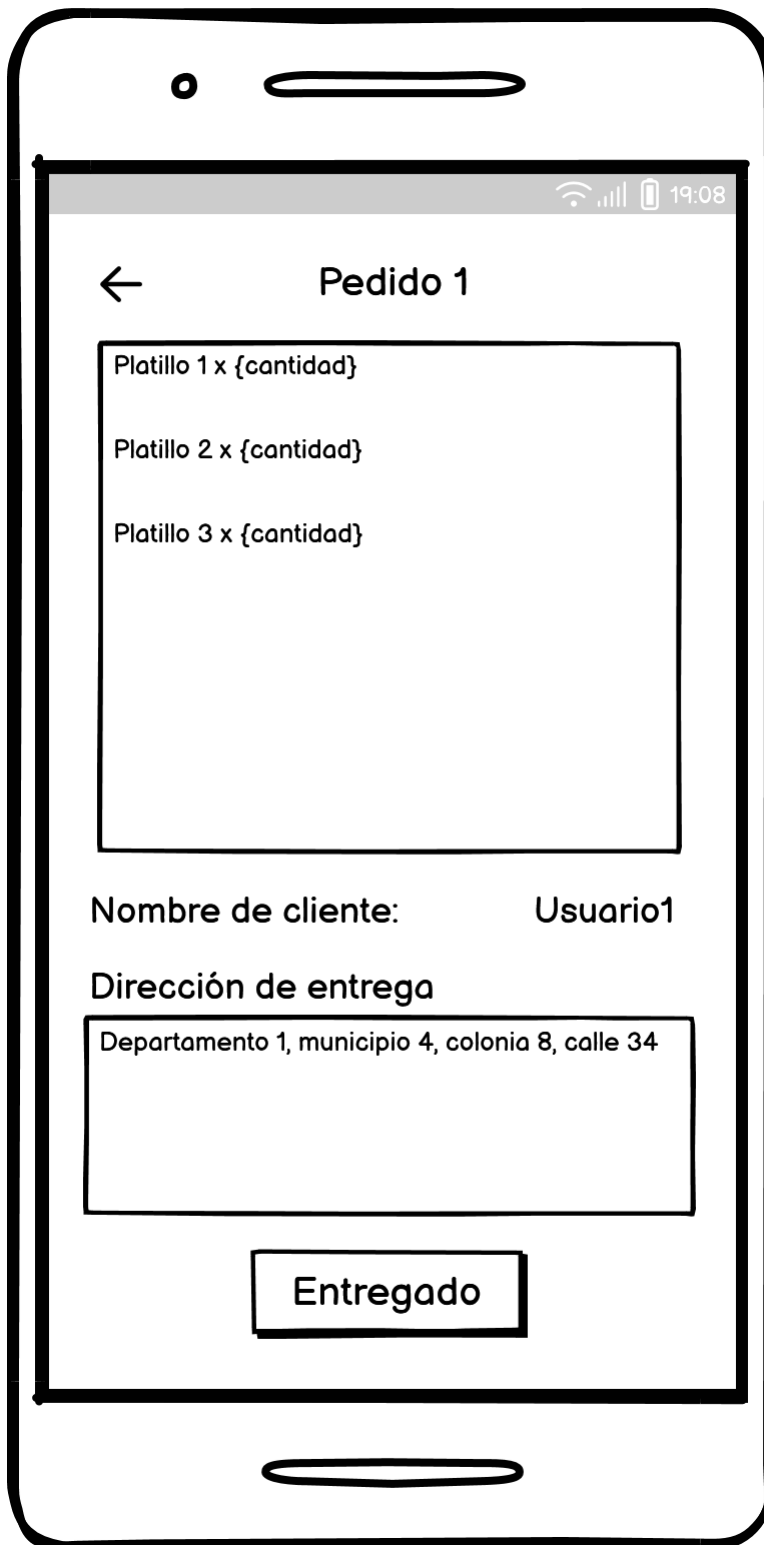 19:08
Pedido 1
Platillo 1 x {cantidad}
Platillo 2 x {cantidad}
Platillo 3 x {cantidad}
Nombre de cliente: Usuario1
Dirección de entrega
Departamento 1, municipio 4, colonia 8, calle 34
Entregado